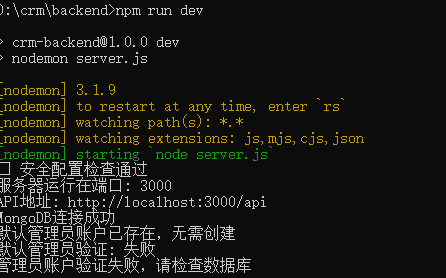 D:\crm\backend>npm run dev
> crm-backend@1.0.0 dev
> nodemon server.js
[nodemon] 3.1.9
[nodemon] to restart at any time, enter `rs`
[nodemon] watching path(s): *.*
[nodemon] watching extensions: js,mjs,cjs,json
[nodemon] starting `node server.js`
安全配置检查通过
服务器运行在端口: 3000
API地址: http://localhost:3000/api
MongoDB连接成功
默认管理员账户已存在，无需创建
默认管理员验证: 失败
管理员账户验证失败，请检查数据库